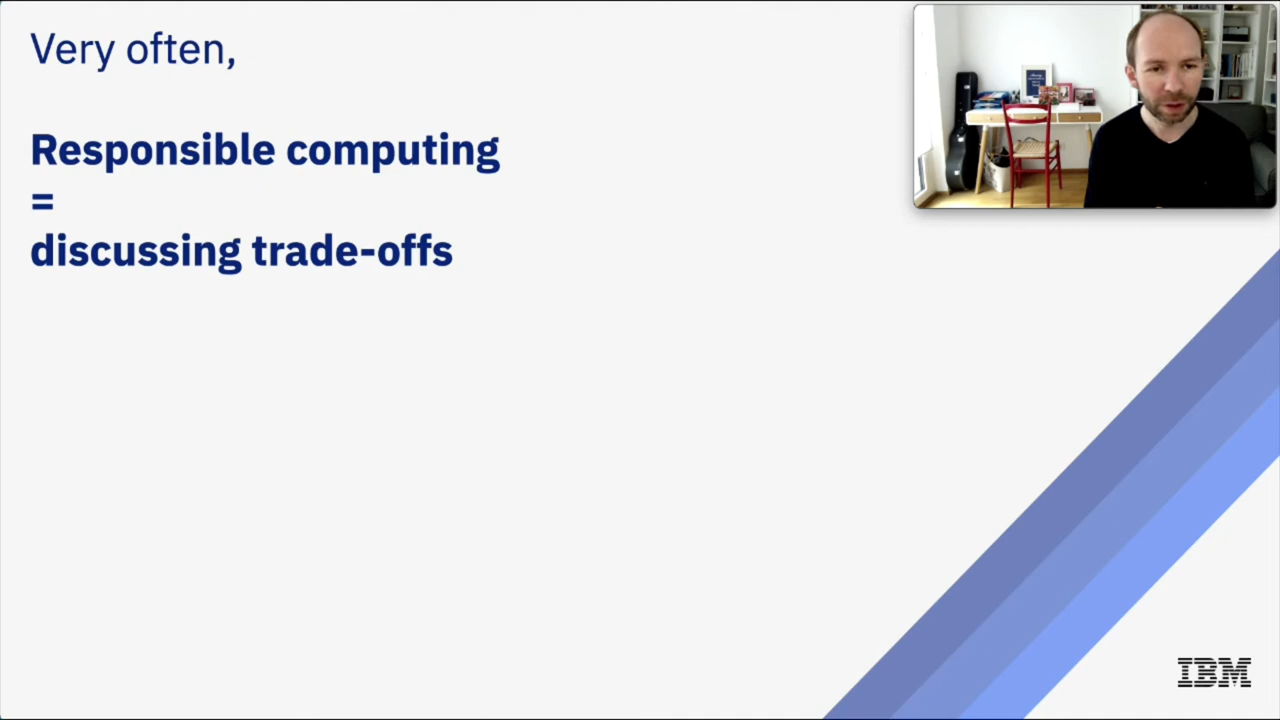 Very often,
Responsible computing
=
discussing trade-offs
IBM